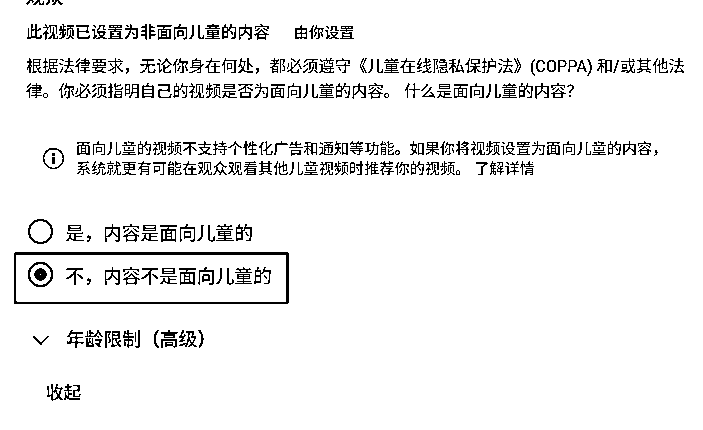 此视频已设置为非面向儿童的内容 由你设置
根据法律要求，无论你身在何处，都必须遵守《儿童在线隐私保护法》(COPPA) 和/或其他法
律。你必须指明自己的视频是否为面向儿童的内容。 什么是面向儿童的内容？
面向儿童的视频不支持个性化广告和通知等功能。如果你将视频设置为面向儿童的内容，
系统就更有可能在观众观看其他儿童视频时推荐你的视频。 了解详情
是，内容是面向儿童的
不，内容不是面向儿童的
年龄限制（高级）
收起